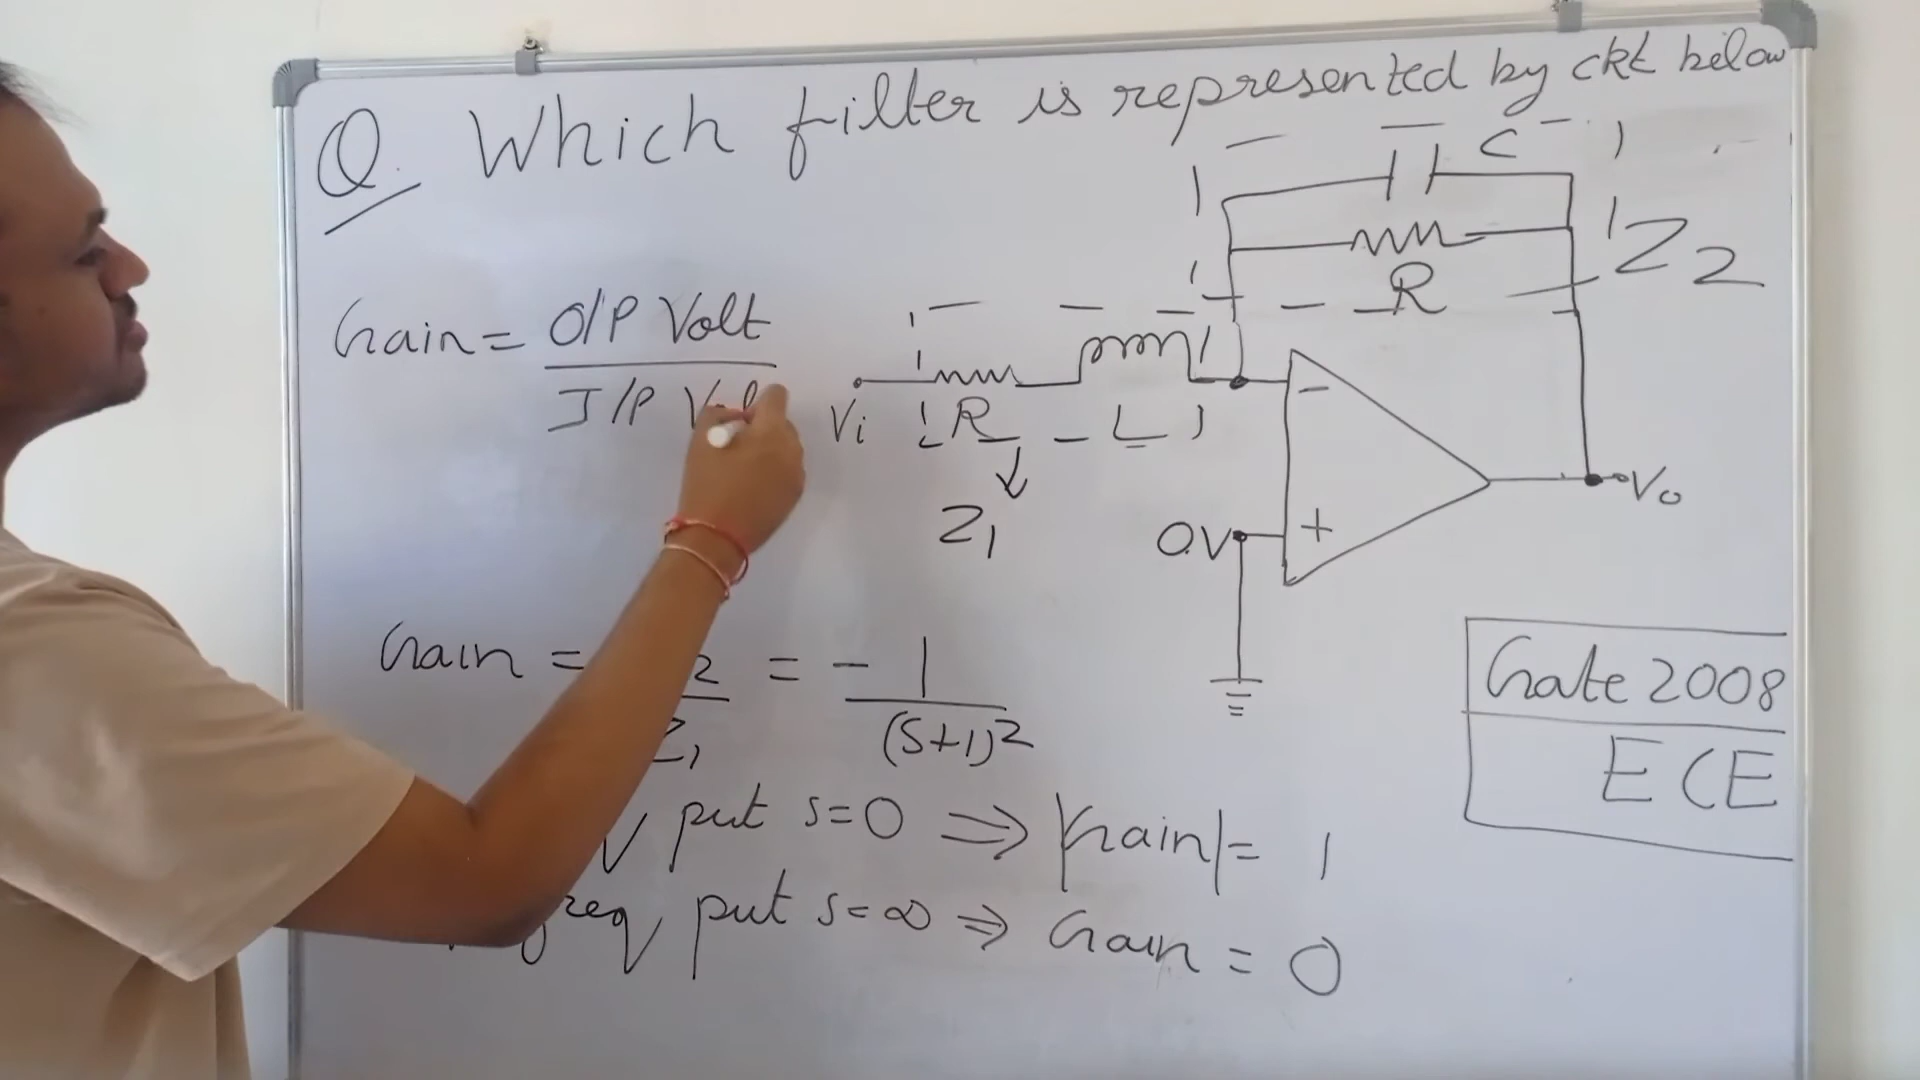 Q. Which filter is represented by ckt below
C
R
Z2
Gain = O/P Volt
I/P
Vi
R
L
Z1
-
+
0V
Vo
Gain = 2 = - 1
Z1 (S+1)²
put s=0 ⇒ |Gain| = 1
req put s=∞ ⇒ Gain = 0
Gate 2008
ECE